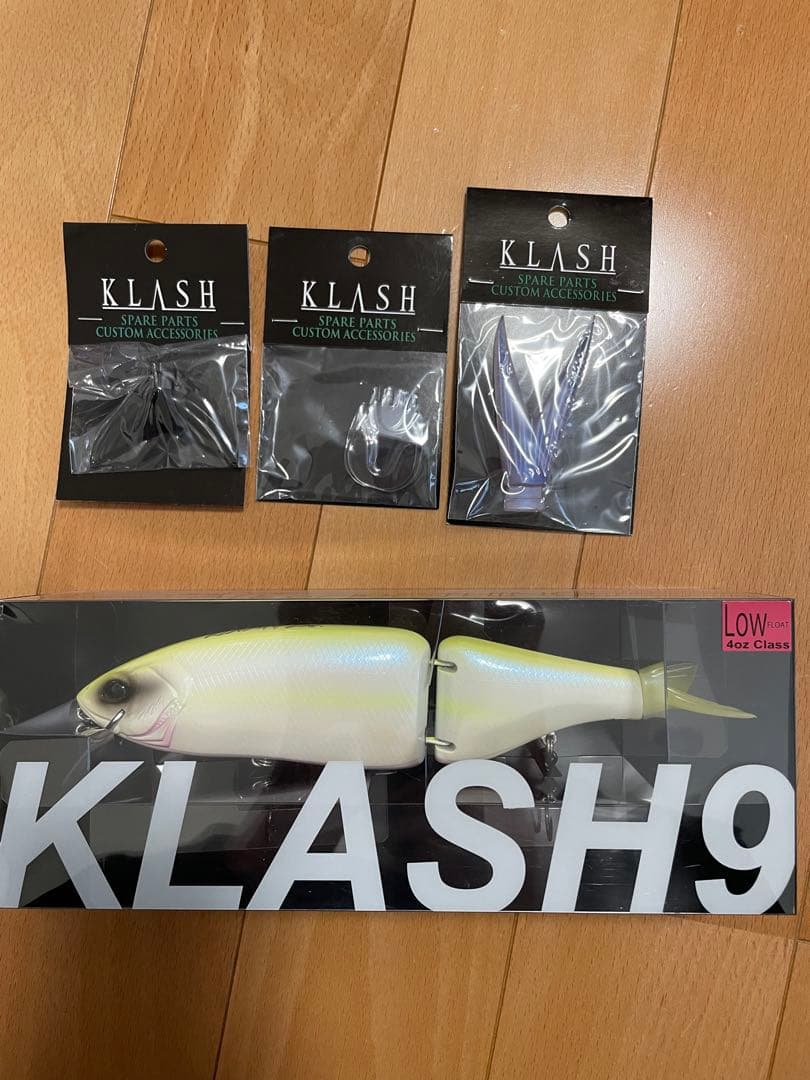 KLASH
SPARE PARTS
CUSTOM ACCESSORIES
KLASH
SPARE PARTS
CUSTOM ACCESSORIES
KLASH
SPARE PARTS
CUSTOM ACCESSORIES
LOW FLOAT
4oz Class
KLASH9